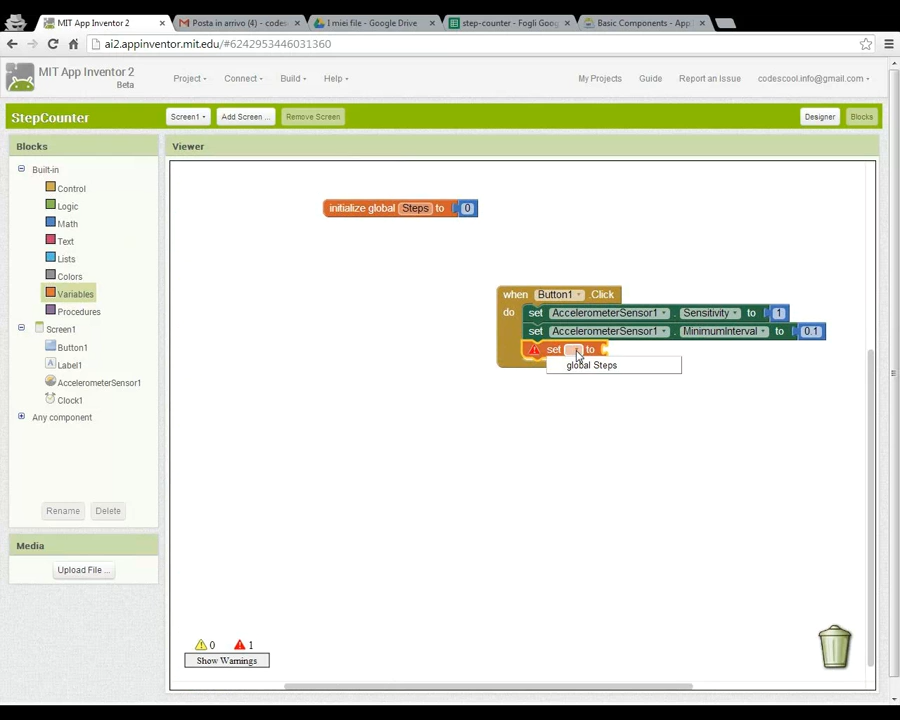 MIT App Inventor 2
Posta in arrivo (4) - codes
I miei file - Google Drive
step-counter - Fogli Goog
Basic Components - App I
ai2.appinventor.mit.edu/#6242953446031360
MIT App Inventor 2
Beta
Project
Connect
Build
Help
My Projects
Guide
Report an Issue
codescool.info@gmail.com
StepCounter
Screen1
Add Screen ...
Remove Screen
Designer
Blocks
Blocks
Viewer
Built-in
Control
Logic
Math
Text
Lists
Colors
Variables
Procedures
Screen1
Button1
Label1
AccelerometerSensor1
Clock1
Any component
Rename
Delete
Media
Upload File ...
initialize global Steps to 0
when Button1 .Click
do set AccelerometerSensor1 . Sensitivity to 1
set AccelerometerSensor1 . MinimumInterval to 0.1
set to
global Steps
0 1
Show Warnings